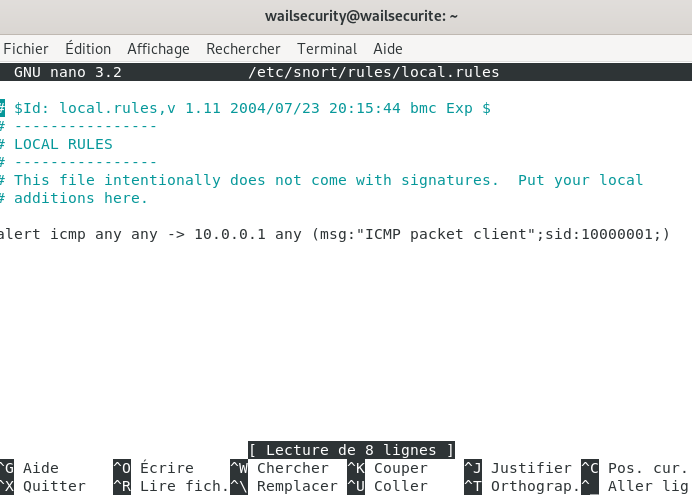 wailsecurity@wailsecurite: ~
Fichier Édition Affichage Rechercher Terminal Aide
GNU nano 3.2 /etc/snort/rules/local.rules
# $Id: local.rules,v 1.11 2004/07/23 20:15:44 bmc Exp $
# ----------------
# LOCAL RULES
# ----------------
# This file intentionally does not come with signatures.  Put your local
# additions here.
alert icmp any any -> 10.0.0.1 any (msg:"ICMP packet client";sid:10000001;)
[ Lecture de 8 lignes ]
^G Aide ^O Écrire ^W Chercher ^K Couper ^J Justifier ^C Pos. cur.
^X Quitter ^R Lire fich. ^\ Remplacer ^U Coller ^T Orthograp. ^ Aller lig